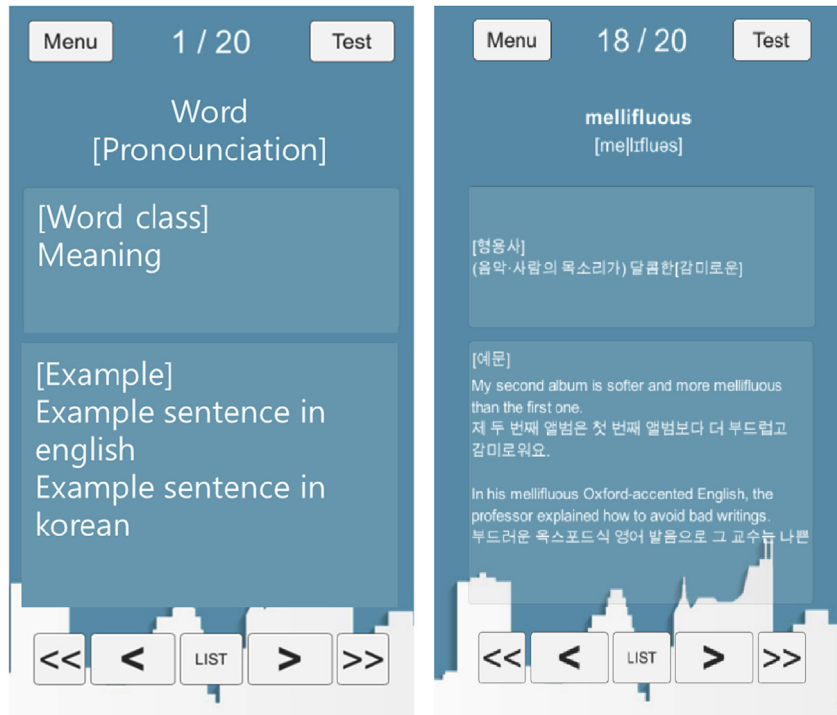 Menu
1 / 20
Test
Word
[Pronounciation]
[Word class]
Meaning
[Example]
Example sentence in
english
Example sentence in
korean
<<
<
LIST
>
>>
Menu
18 / 20
Test
mellifluous
[me|lɪfluəs]
[형용사]
(음악·사람의 목소리가) 달콤한[감미로운]
[예문]
My second album is softer and more mellifluous
than the first one.
제 두 번째 앨범은 첫 번째 앨범보다 더 부드럽고
감미로워요.
In his mellifluous Oxford-accented English, the
professor explained how to avoid bad writings.
부드러운 옥스포드식 영어 발음으로 그 교수는 나쁜
<<
<
LIST
>
>>